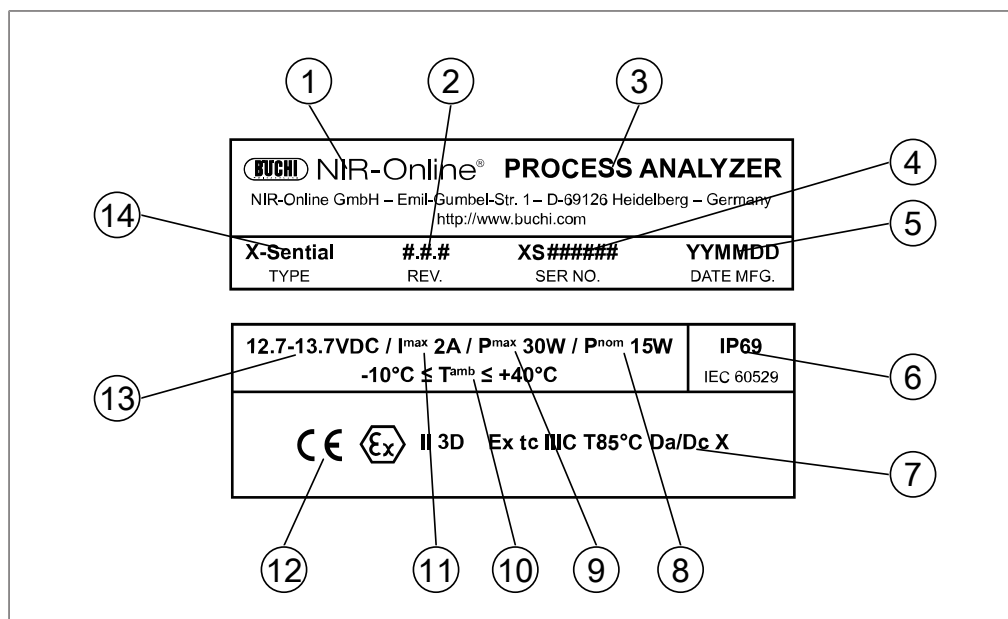 1 2 3
BUCHI NIR-Online® PROCESS ANALYZER
4
NIR-Online GmbH – Emil-Gumbel-Str. 1 – D-69126 Heidelberg – Germany
http://www.buchi.com
14 5
X-Sential #.#.# XS###### YYMMDD
TYPE REV. SER NO. DATE MFG.
12.7-13.7VDC / Imax 2A / Pmax 30W / Pnom 15W IP69
-10°C ≤ Tamb ≤ +40°C IEC 60529
13 6
CE Ex II 3D Ex tc IIIC T85°C Da/Dc X
7
12 11 10 9 8